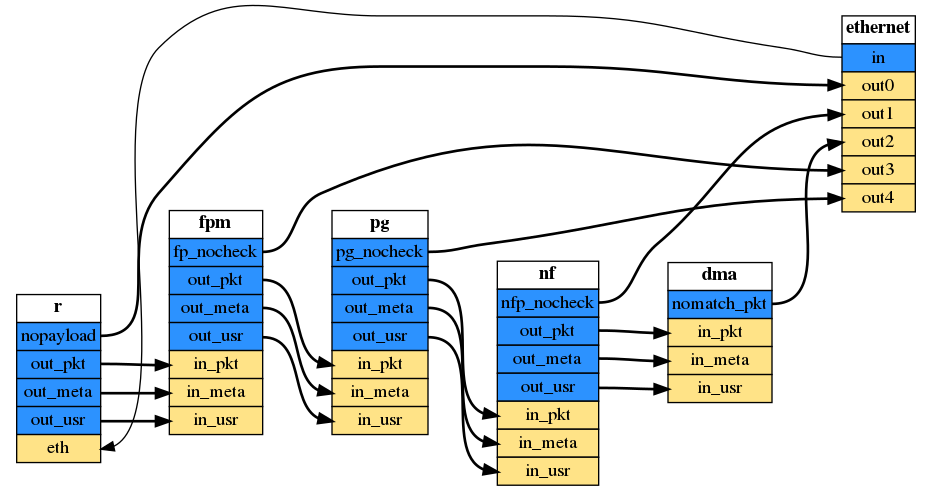 ethernet
in
out0
out1
out2
out3
out4
r
nopayload
out_pkt
out_meta
out_usr
eth
fpm
fp_nocheck
out_pkt
out_meta
out_usr
in_pkt
in_meta
in_usr
pg
pg_nocheck
out_pkt
out_meta
out_usr
in_pkt
in_meta
in_usr
nf
nfp_nocheck
out_pkt
out_meta
out_usr
in_pkt
in_meta
in_usr
dma
nomatch_pkt
in_pkt
in_meta
in_usr